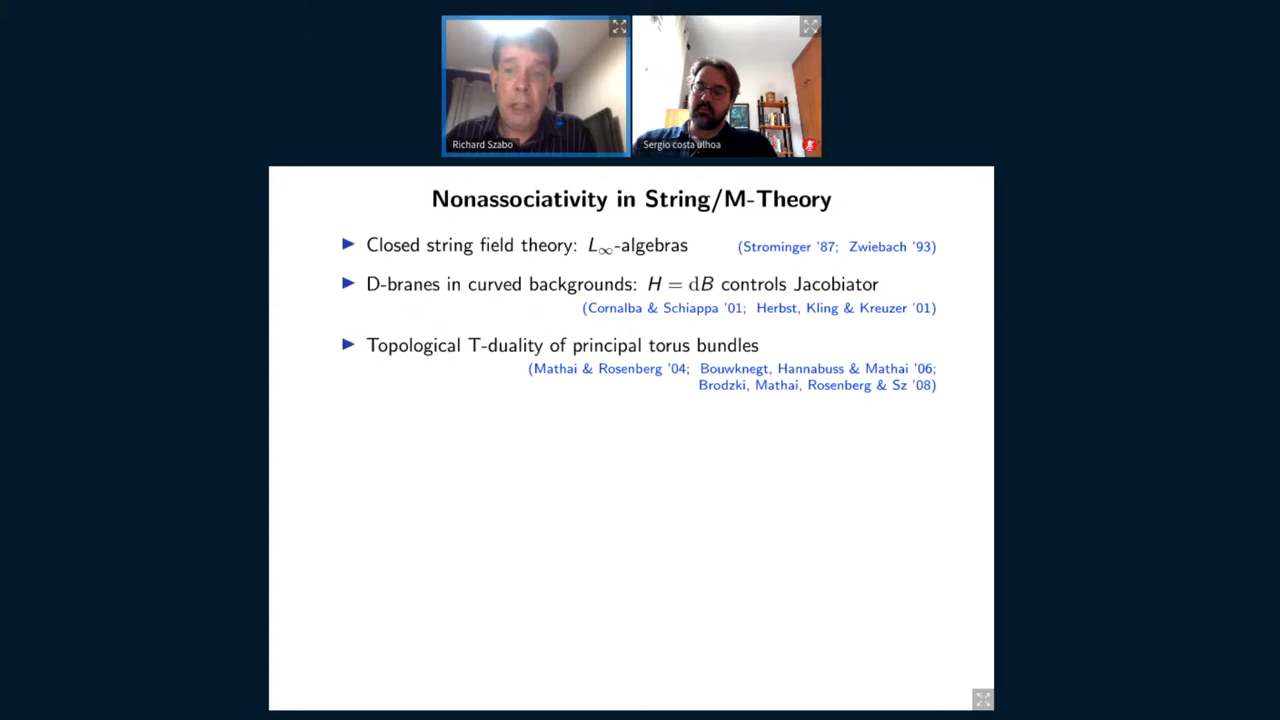 Richard Szabo
Sergio costa ulhoa
Nonassociativity in String/M-Theory
▶ Closed string field theory: L∞-algebras (Strominger '87; Zwiebach '93)
▶ D-branes in curved backgrounds: H = dB controls Jacobiator
(Cornalba & Schiappa '01; Herbst, Kling & Kreuzer '01)
▶ Topological T-duality of principal torus bundles
(Mathai & Rosenberg '04; Bouwknegt, Hannabuss & Mathai '06;
Brodzki, Mathai, Rosenberg & Sz '08)